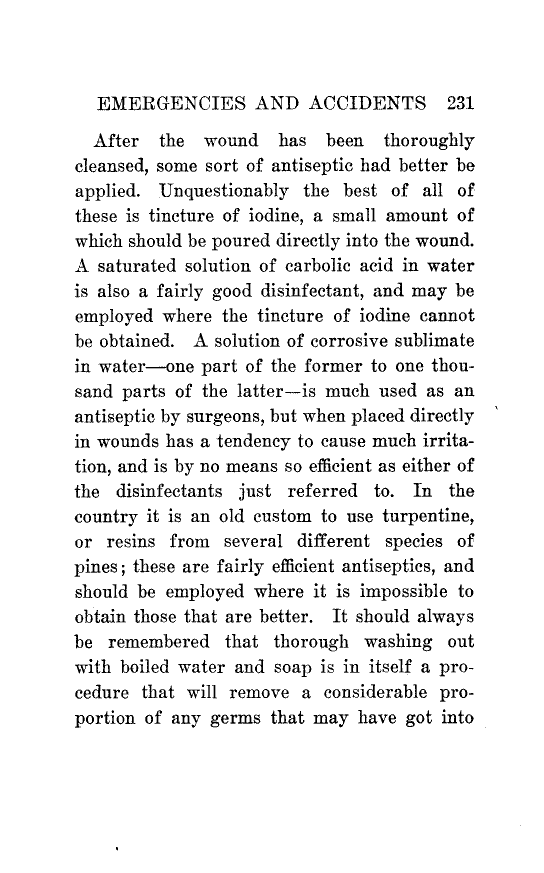 EMERGENCIES AND ACCIDENTS 231
After the wound has been thoroughly
cleansed, some sort of antiseptic had better be
applied. Unquestionably the best of all of
these is tincture of iodine, a small amount of
which should be poured directly into the wound.
A saturated solution of carbolic acid in water
is also a fairly good disinfectant, and may be
employed where the tincture of iodine cannot
be obtained. A solution of corrosive sublimate
in water—one part of the former to one thou-
sand parts of the latter—is much used as an
antiseptic by surgeons, but when placed directly
in wounds has a tendency to cause much irrita-
tion, and is by no means so efficient as either of
the disinfectants just referred to. In the
country it is an old custom to use turpentine,
or resins from several different species of
pines; these are fairly efficient antiseptics, and
should be employed where it is impossible to
obtain those that are better. It should always
be remembered that thorough washing out
with boiled water and soap is in itself a pro-
cedure that will remove a considerable pro-
portion of any germs that may have got into